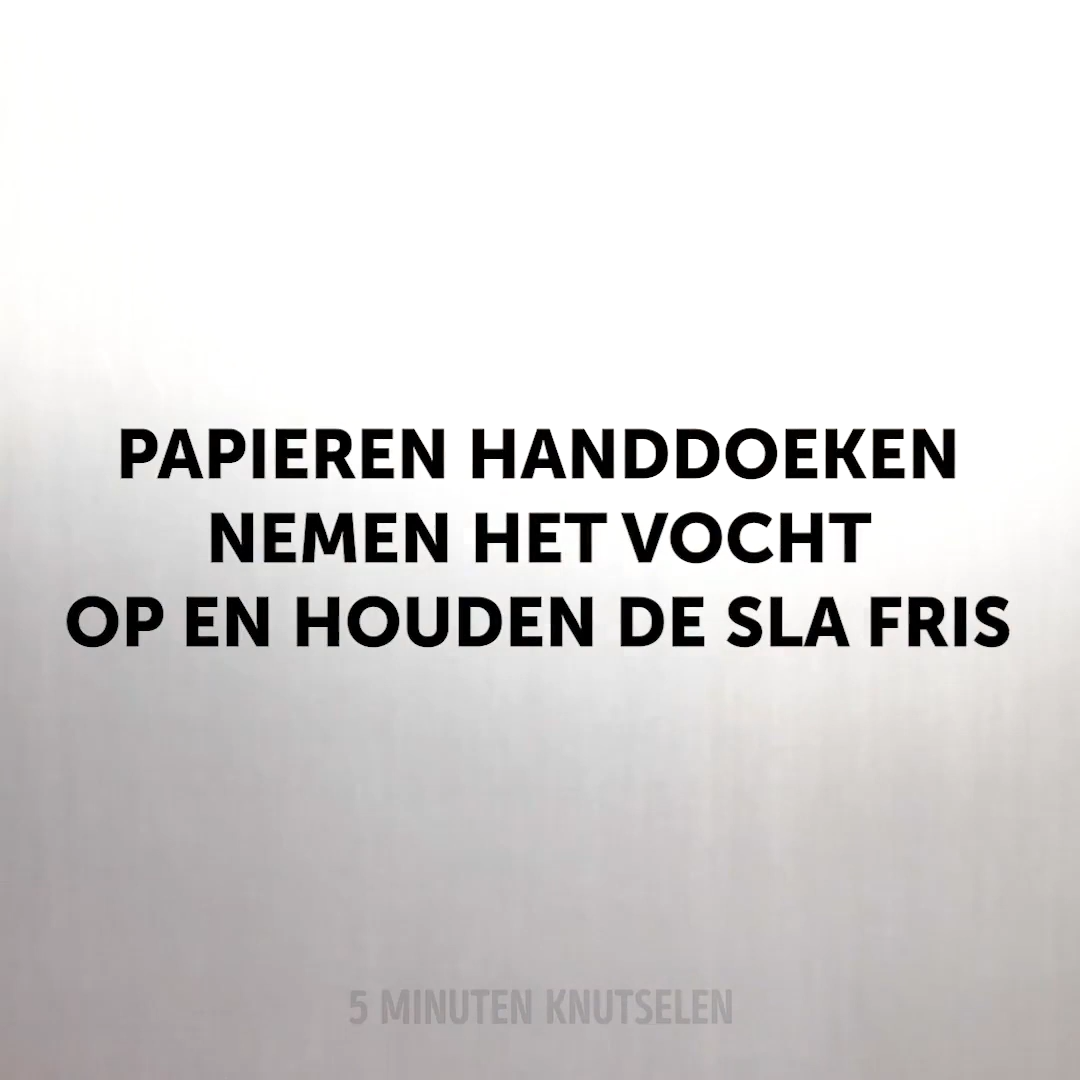 PAPIEREN HANDDOEKEN
NEMEN HET VOCHT
OP EN HOUDEN DE SLA FRIS
5 MINUTEN KNUTSELEN